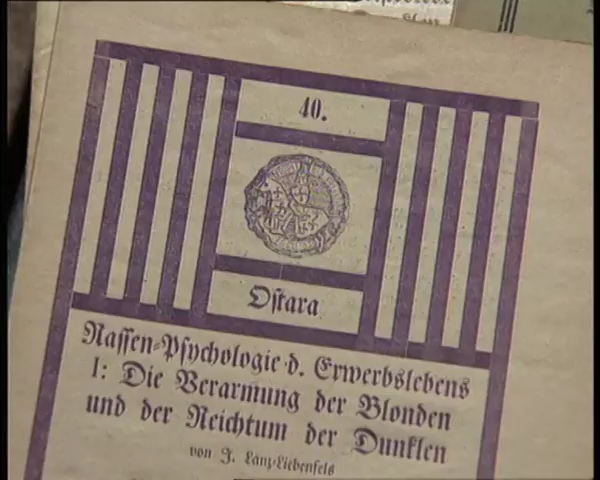 40.
Ostara
Rassen-Psychologie d. Erwerbslebens
I: Die Verarmung der Blonden
und der Reichtum der Dunklen
von J. Lanz-Liebenfels